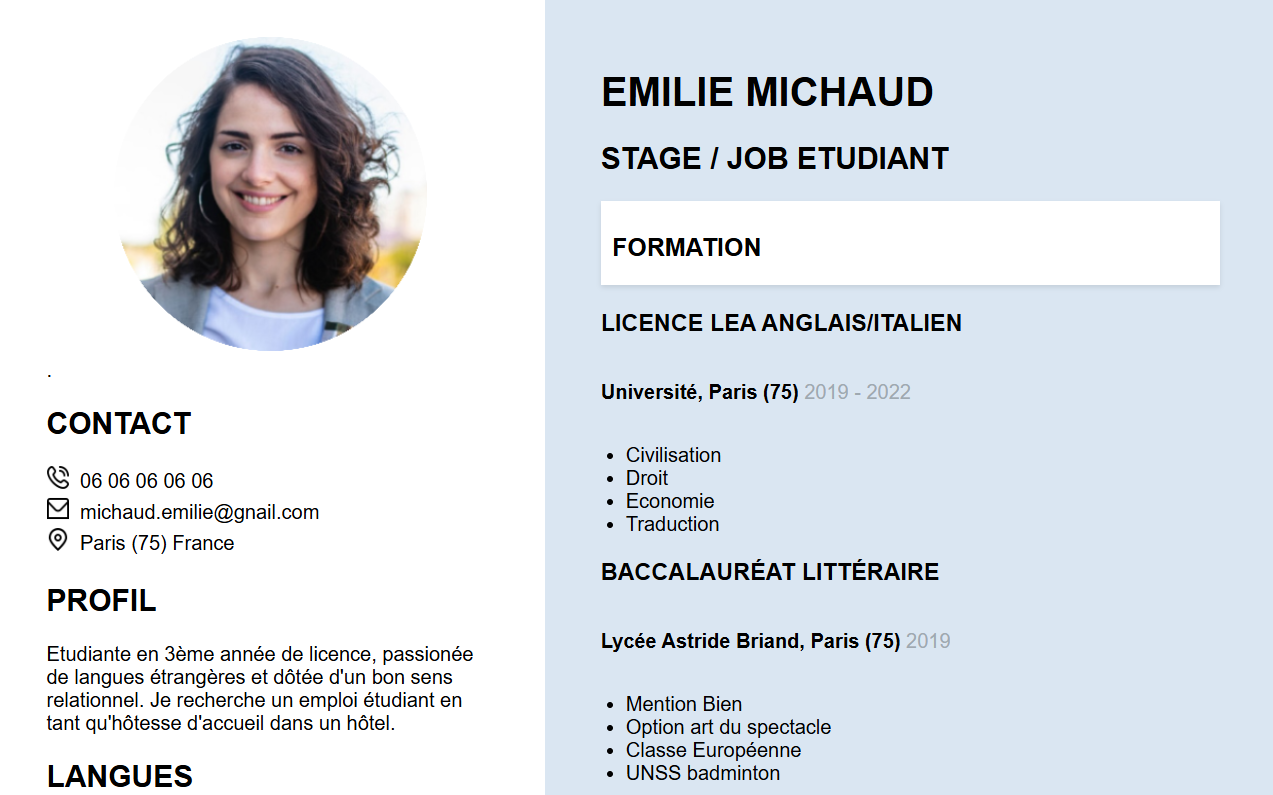 .
CONTACT
06 06 06 06 06
michaud.emilie@gnail.com
Paris (75) France
PROFIL
Etudiante en 3ème année de licence, passionée
de langues étrangères et dôtée d'un bon sens
relationnel. Je recherche un emploi étudiant en
tant qu'hôtesse d'accueil dans un hôtel.
LANGUES
EMILIE MICHAUD
STAGE / JOB ETUDIANT
FORMATION
LICENCE LEA ANGLAIS/ITALIEN
Université, Paris (75) 2019 - 2022
• Civilisation
• Droit
• Economie
• Traduction
BACCALAURÉAT LITTÉRAIRE
Lycée Astride Briand, Paris (75) 2019
• Mention Bien
• Option art du spectacle
• Classe Européenne
• UNSS badminton